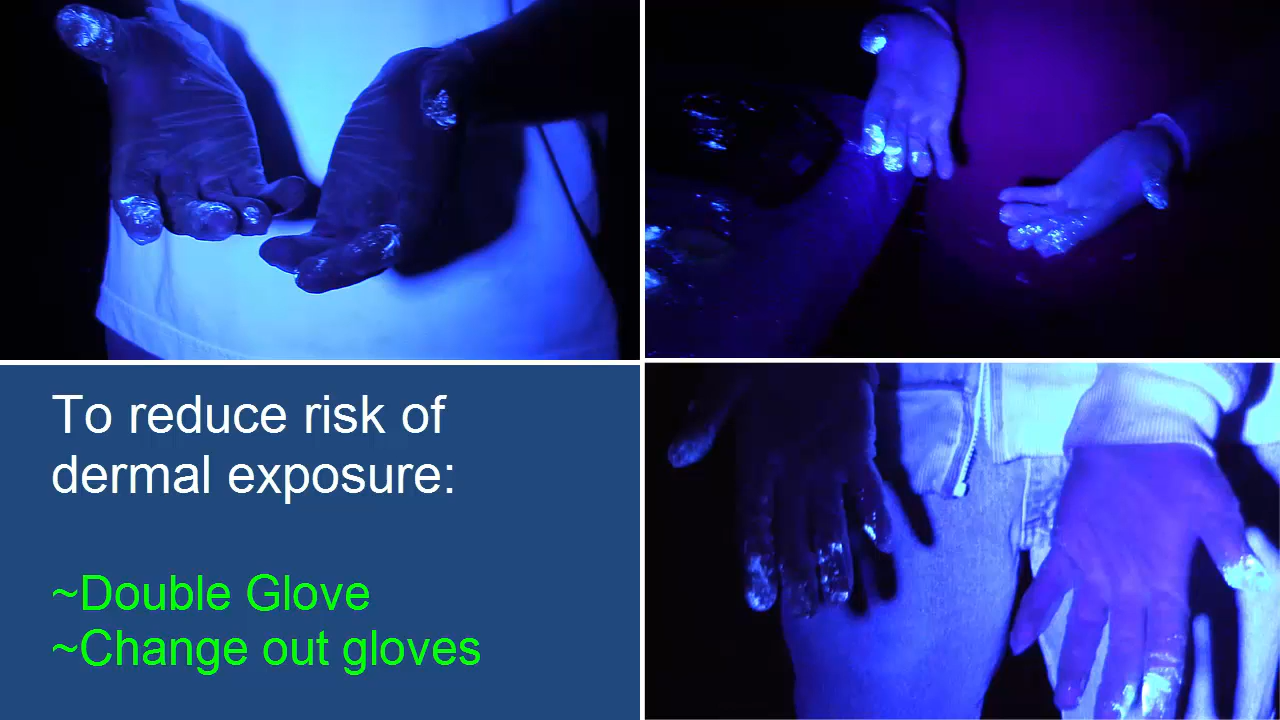 To reduce risk of
dermal exposure:
~Double Glove
~Change out gloves